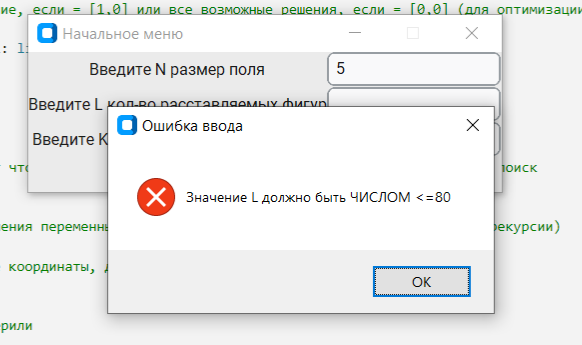 ие, если = [1,0] или все возможные решения, если = [0,0] (для оптимизации
Начальное меню
: li
Введите N размер поля
5
Введите L кол-во расставляемых фигур
Ошибка ввода
Введите K
чт
поиск
Значение L должно быть ЧИСЛОМ <=80
ения переменны
рекурсии)
координаты, д
OK
рили